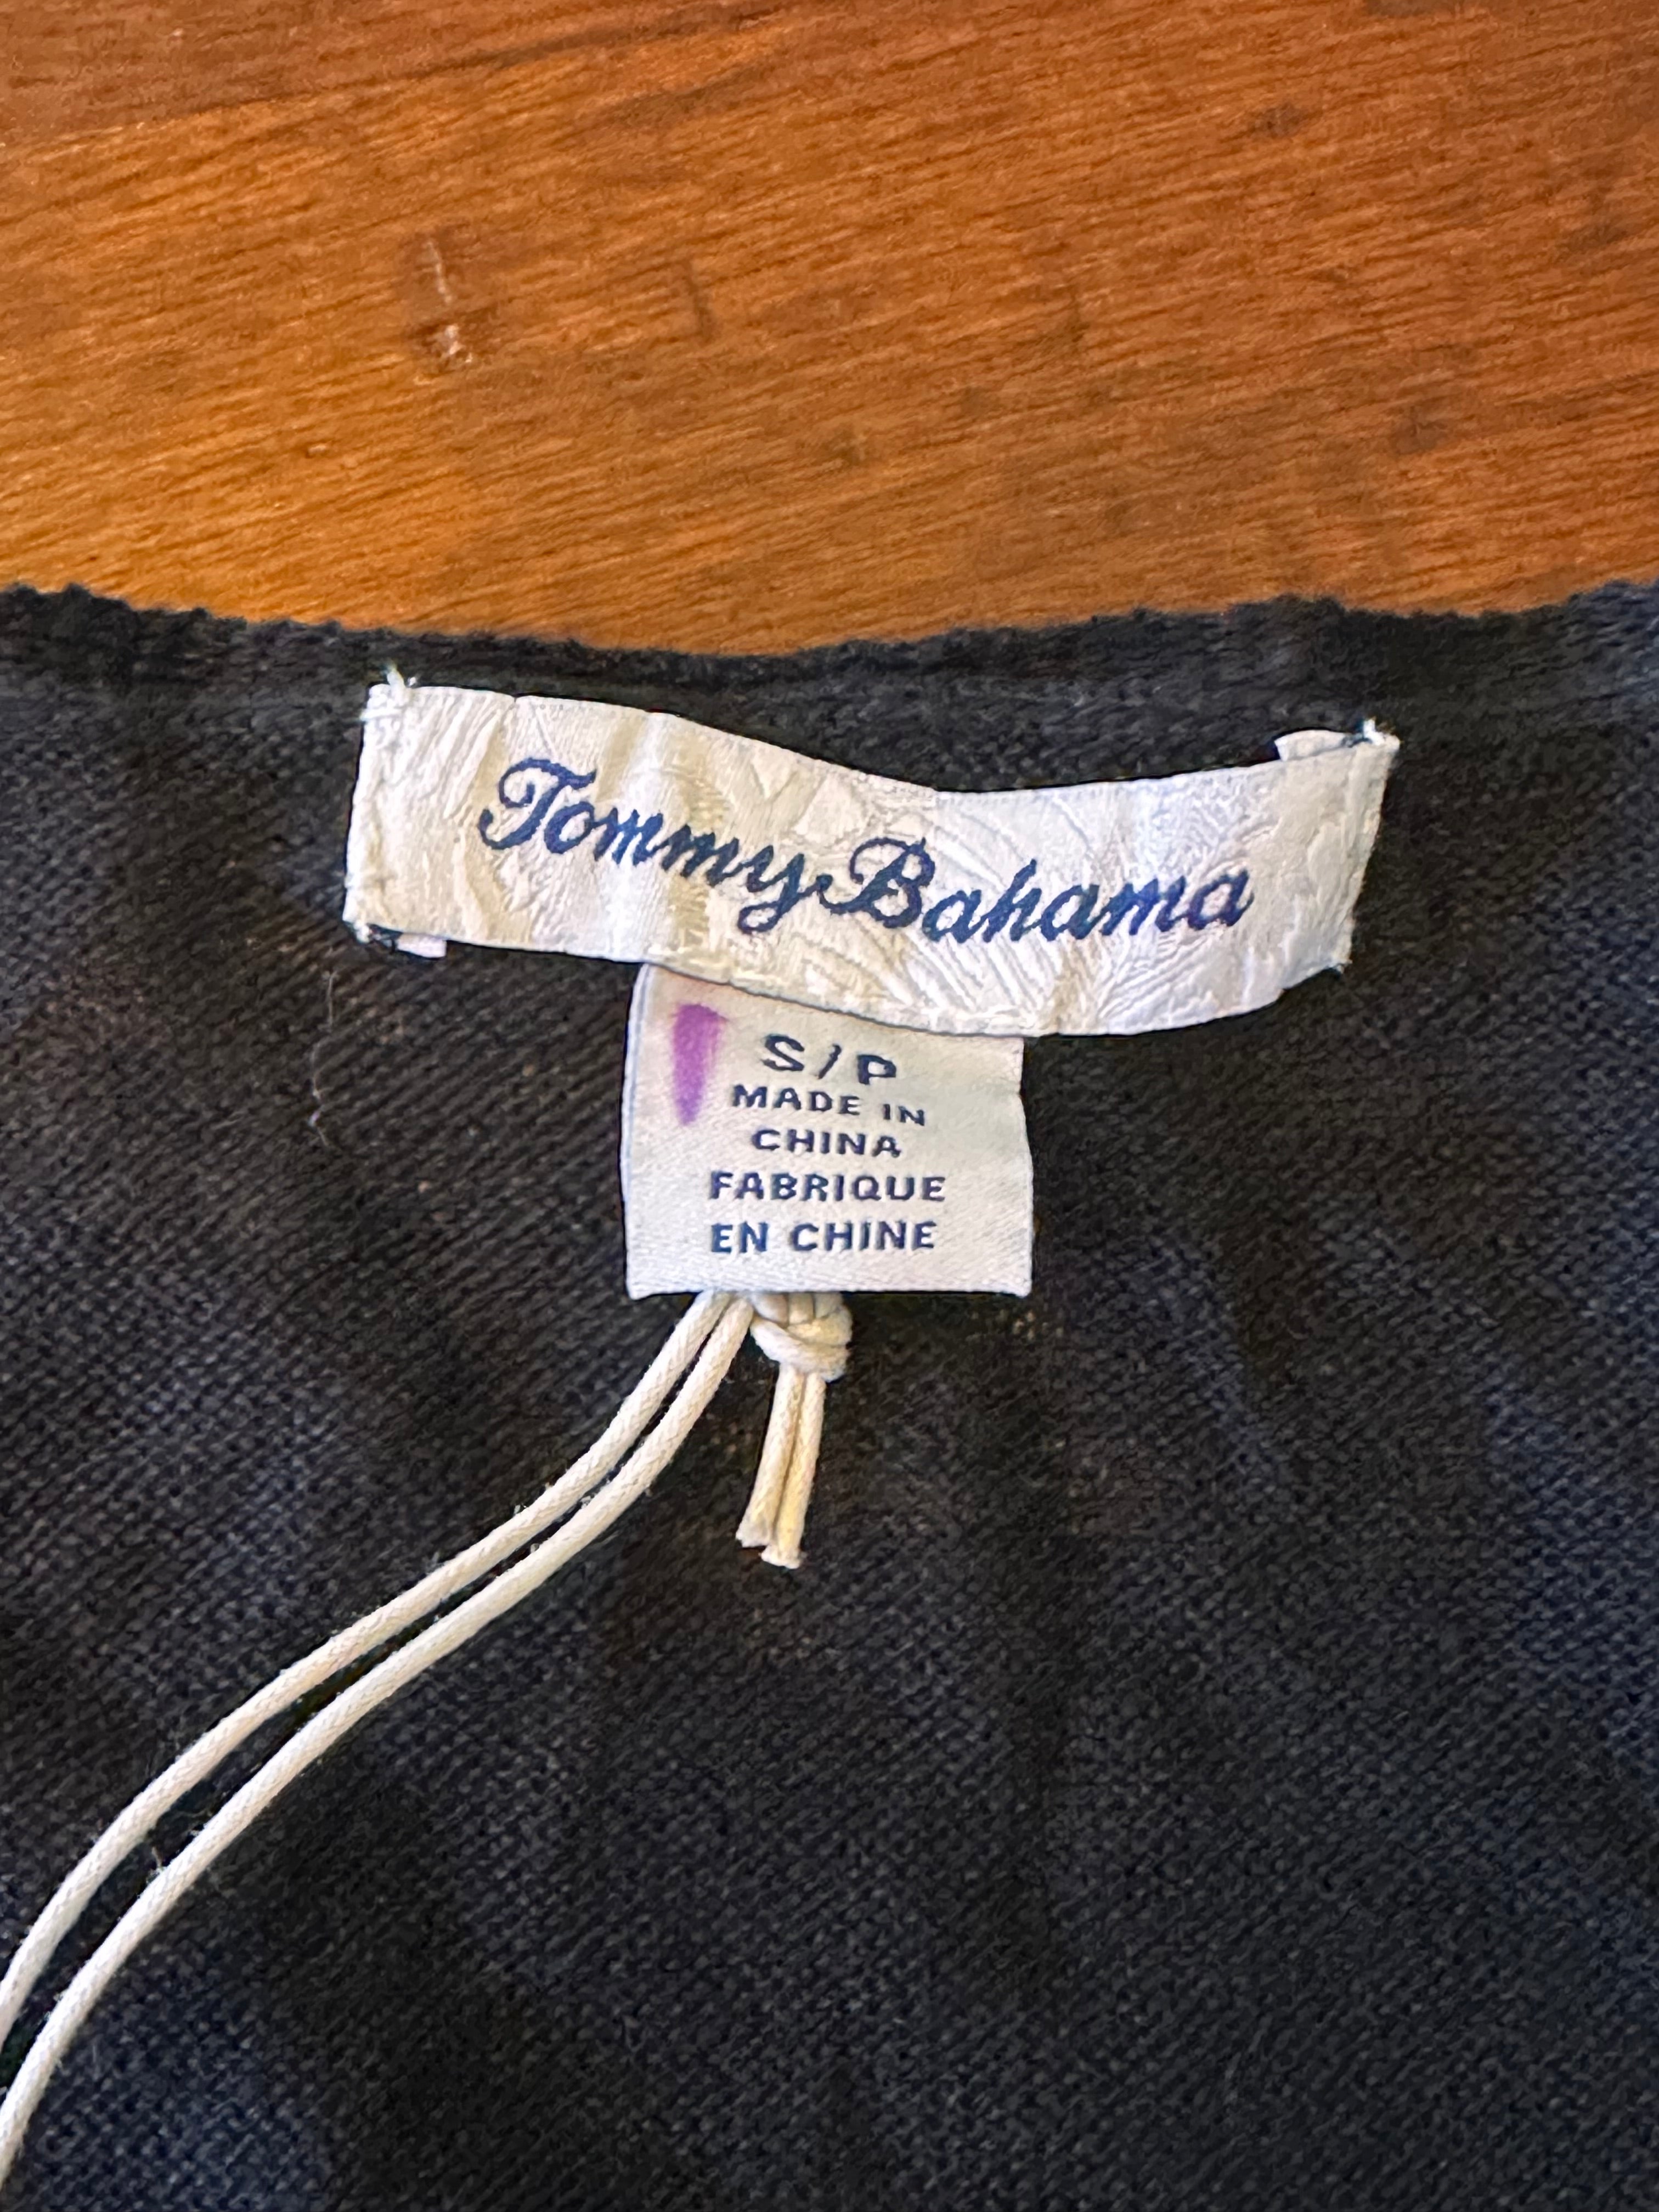 Tommy Bahama
S/P
MADE IN
CHINA
FABRIQUE
EN CHINE